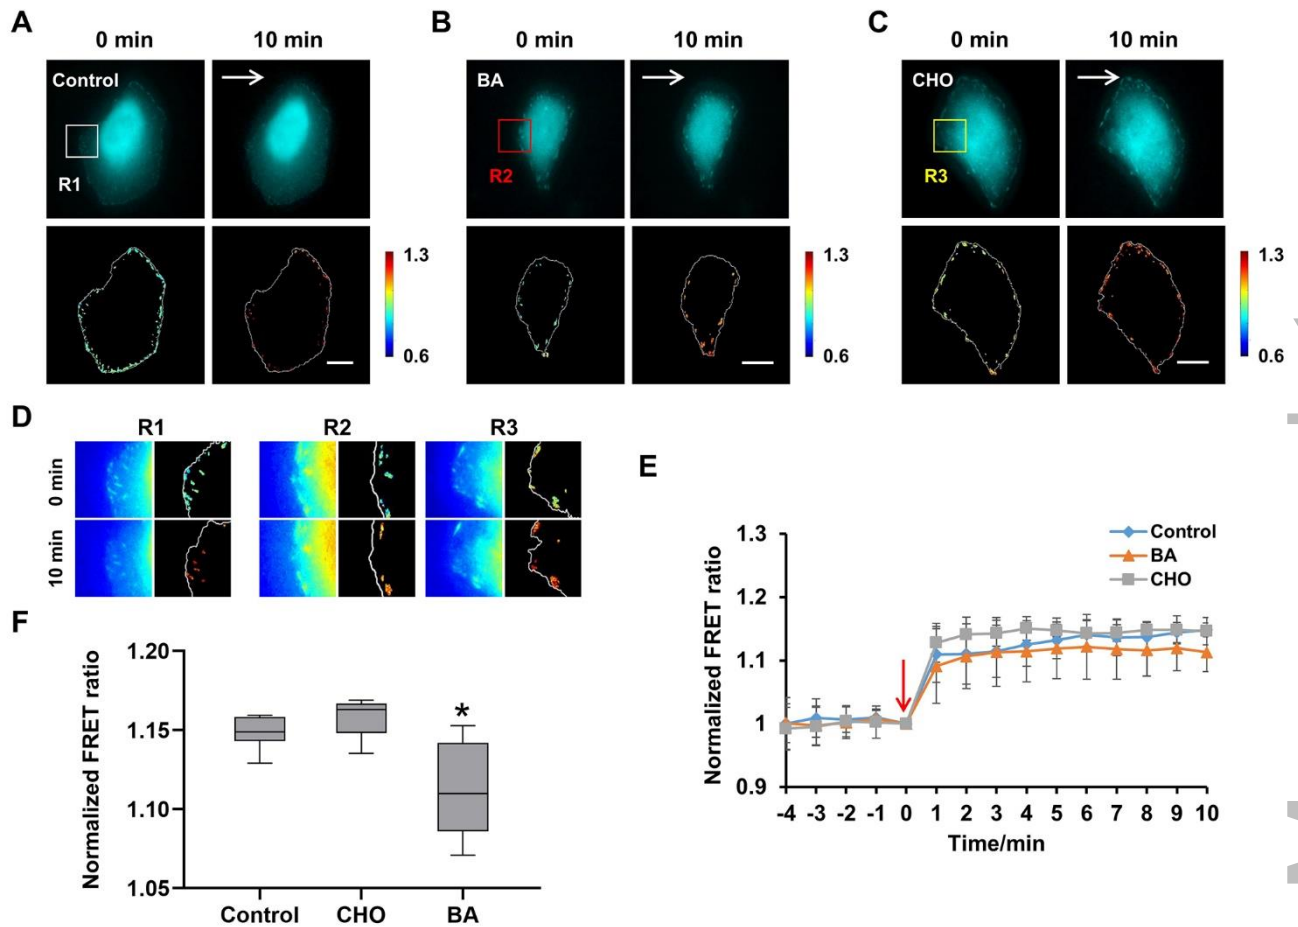 A
0 min 10 min
Control
R1
1.3
0.6
B
0 min 10 min
BA
R2
1.3
0.6
C
0 min 10 min
CHO
R3
1.3
0.6
D
R1 R2 R3
0 min
10 min
E
Normalized FRET ratio
1.3
1.2
1.1
1
0.9
Control
BA
CHO
-4 -3 -2 -1 0 1 2 3 4 5 6 7 8 9 10
Time/min
F
Normalized FRET ratio
1.20
1.15
1.10
1.05
*
Control CHO BA